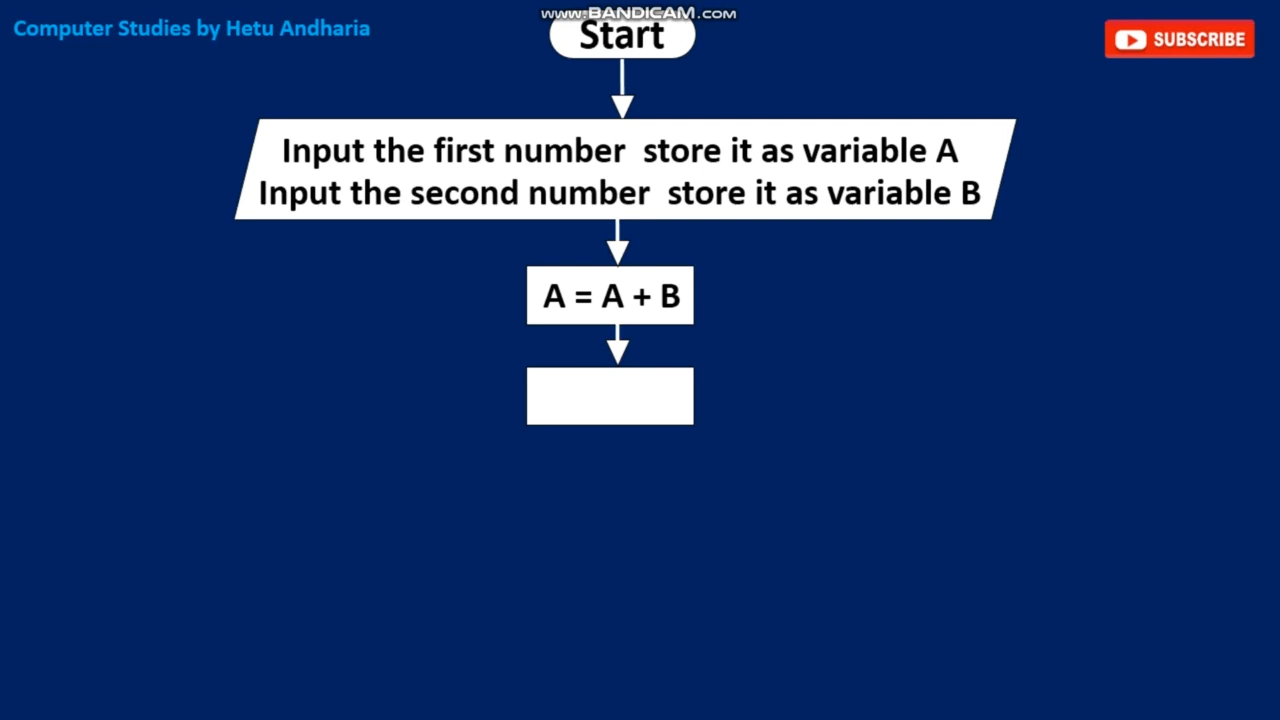 www.BANDICAM.com
Computer Studies by Hetu Andharia
Start
SUBSCRIBE
Input the first number store it as variable A
Input the second number store it as variable B
A = A + B